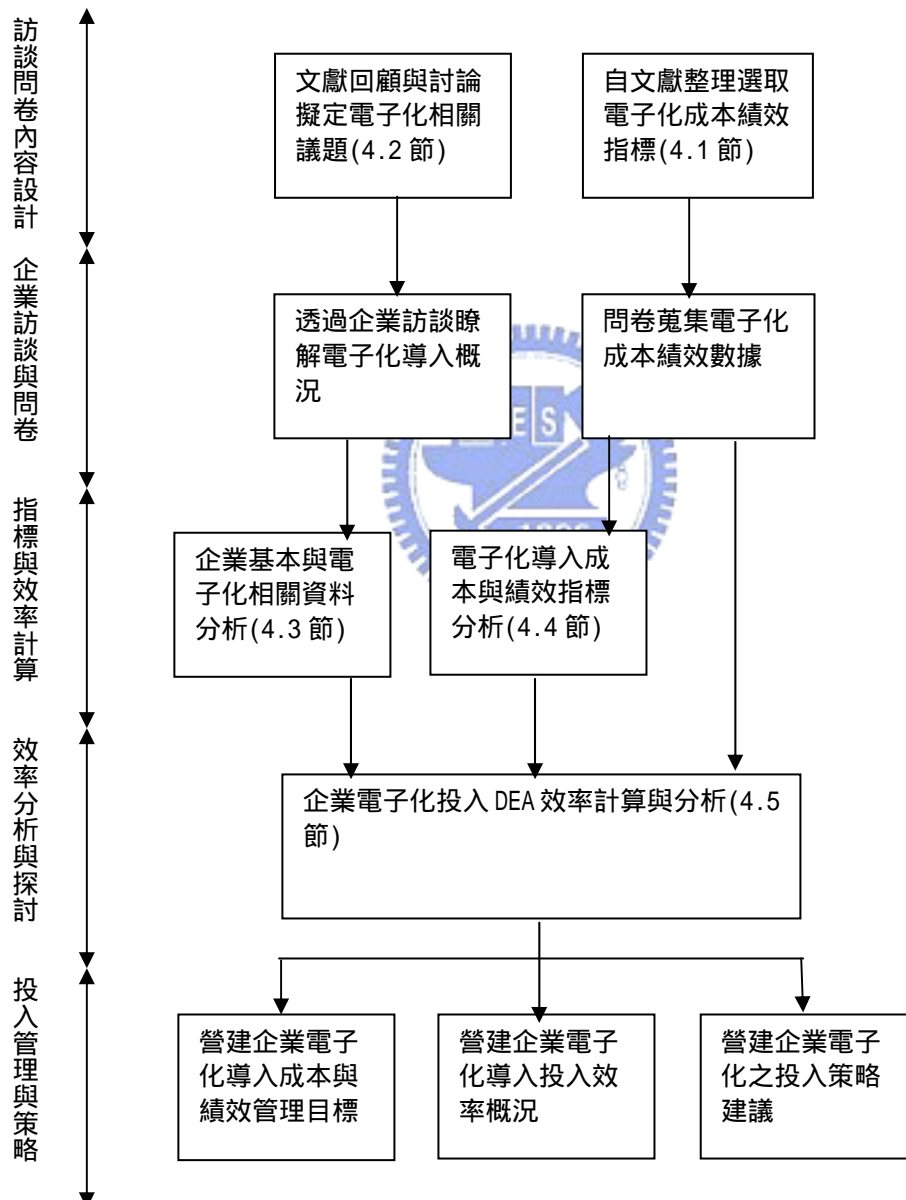 訪談問卷內容設計
文獻回顧與討論
擬定電子化相關
議題(4.2 節)
自文獻整理選取
電子化成本績效
指標(4.1 節)
企業訪談與問卷
透過企業訪談瞭
解電子化導入概
況
問卷蒐集電子化
成本績效數據
E S
指標與效率計算
企業基本與電
子化相關資料
分析(4.3 節)
電子化導入成
本與績效指標
分析(4.4 節)
效率分析與探討
企業電子化投入 DEA 效率計算與分析(4.5
節)
投入管理與策略
營建企業電子
化導入成本與
績效管理目標
營建企業電子
化導入投入效
率概況
營建企業電子
化之投入策略
建議